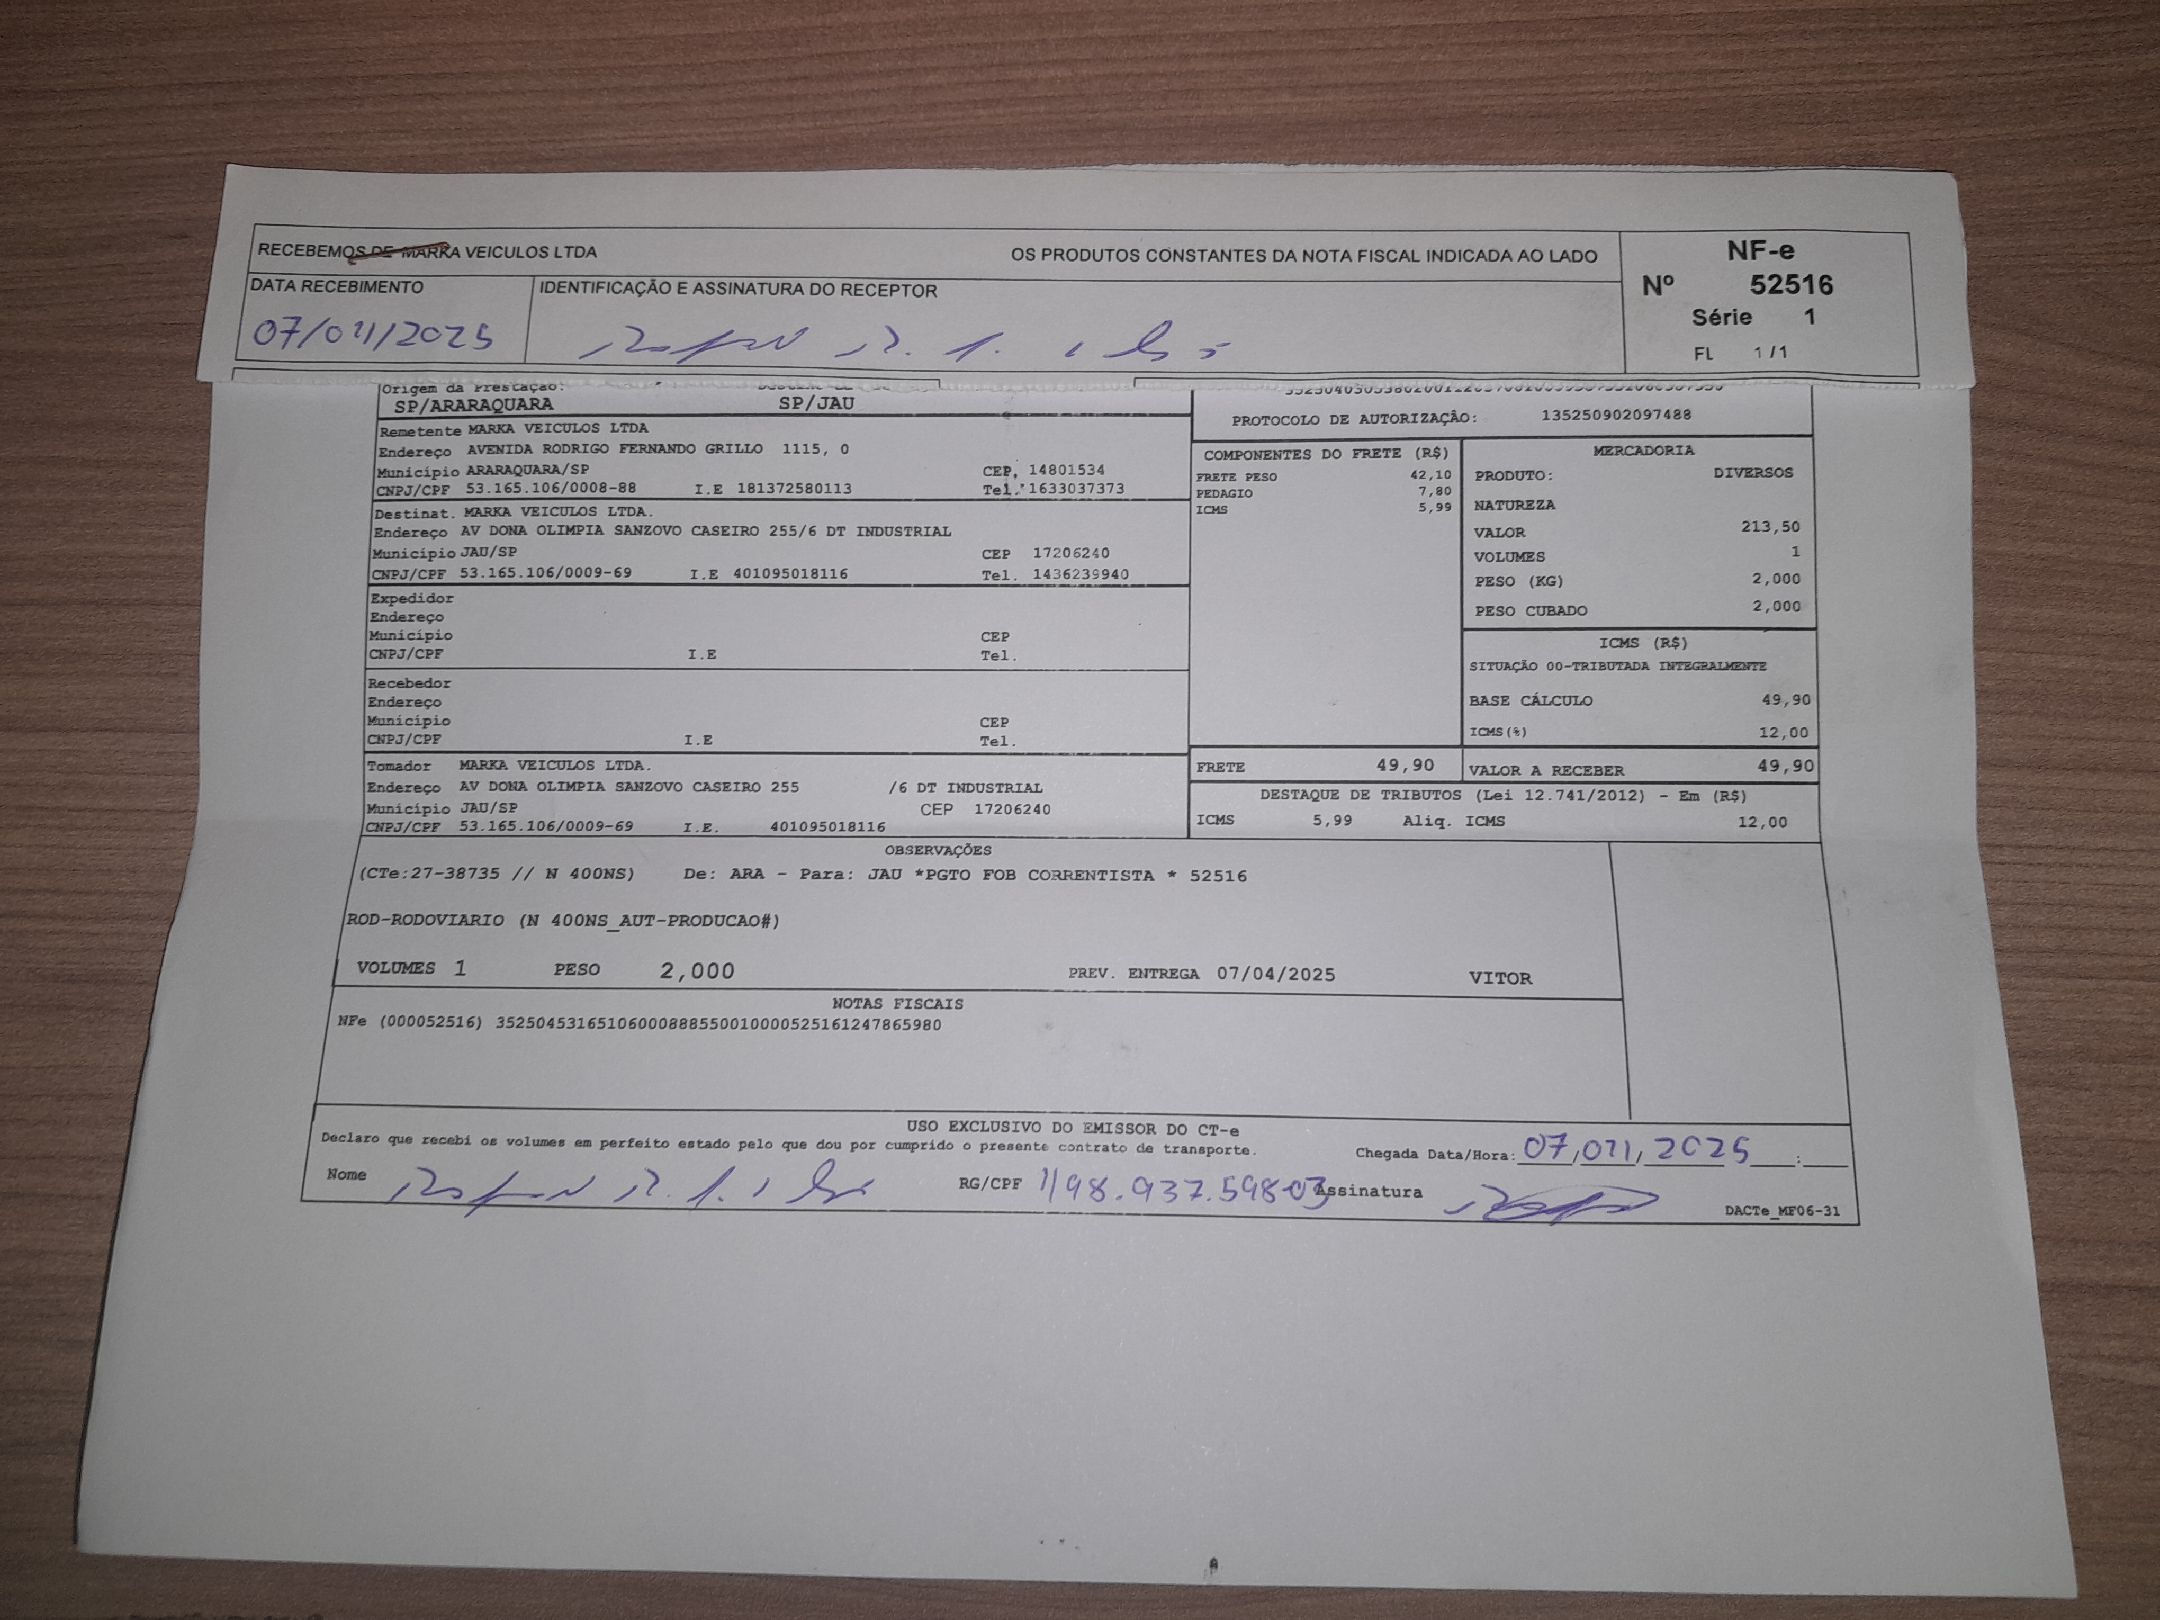 RECEBEMOS DE MARKA VEICULOS LTDA OS PRODUTOS CONSTANTES DA NOTA FISCAL INDICADA AO LADO
NF-e
Nº 52516
Série 1
FL 1 / 1
DATA RECEBIMENTO
07/04/2025
IDENTIFICAÇÃO E ASSINATURA DO RECEPTOR
Origem da Prestação:
SP/ARARAQUARA SP/JAU
PROTOCOLO DE AUTORIZAÇÃO: 135250902097488
Remetente MARKA VEICULOS LTDA
Endereço AVENIDA RODRIGO FERNANDO GRILLO 1115, 0
Município ARARAQUARA/SP CEP, 14801534
CNPJ/CPF 53.165.106/0008-88 I.E 181372580113 Tel. 1633037373
Destinat. MARKA VEICULOS LTDA.
Endereço AV DONA OLIMPIA SANZOVO CASEIRO 255/6 DT INDUSTRIAL
Município JAU/SP CEP 17206240
CNPJ/CPF 53.165.106/0009-69 I.E 401095018116 Tel. 1436239940
Expedidor
Endereço
Município CEP
CNPJ/CPF I.E Tel.
Recebedor
Endereço
Município CEP
CNPJ/CPF I.E Tel.
Tomador MARKA VEICULOS LTDA.
Endereço AV DONA OLIMPIA SANZOVO CASEIRO 255 /6 DT INDUSTRIAL
Município JAU/SP CEP 17206240
CNPJ/CPF 53.165.106/0009-69 I.E. 401095018116
COMPONENTES DO FRETE (R$)
FRETE PESO 42,10
PEDAGIO 7,80
ICMS 5,99
MERCADORIA
PRODUTO: DIVERSOS
NATUREZA
VALOR 213,50
VOLUMES 1
PESO (KG) 2,000
PESO CUBADO 2,000
ICMS (R$)
SITUAÇÃO 00-TRIBUTADA INTEGRALMENTE
BASE CÁLCULO 49,90
ICMS(%) 12,00
FRETE 49,90 VALOR A RECEBER 49,90
DESTAQUE DE TRIBUTOS (Lei 12.741/2012) - Em (R$)
ICMS 5,99 Aliq. ICMS 12,00
OBSERVAÇÕES
(CTe:27-38735 // N 400NS) De: ARA - Para: JAU *PGTO FOB CORRENTISTA * 52516
ROD-RODOVIARIO (N 400NS_AUT-PRODUCAO#)
VOLUMES 1 PESO 2,000 PREV. ENTREGA 07/04/2025 VITOR
NOTAS FISCAIS
NFe (000052516) 35250453165106000888550010000525161247865980
USO EXCLUSIVO DO EMISSOR DO CT-e
Declaro que recebi os volumes em perfeito estado pelo que dou por cumprido o presente contrato de transporte.
Chegada Data/Hora: 07/04/2025 :
Nome RG/CPF 498.937.598-03 Assinatura
DACTe_MF06-31